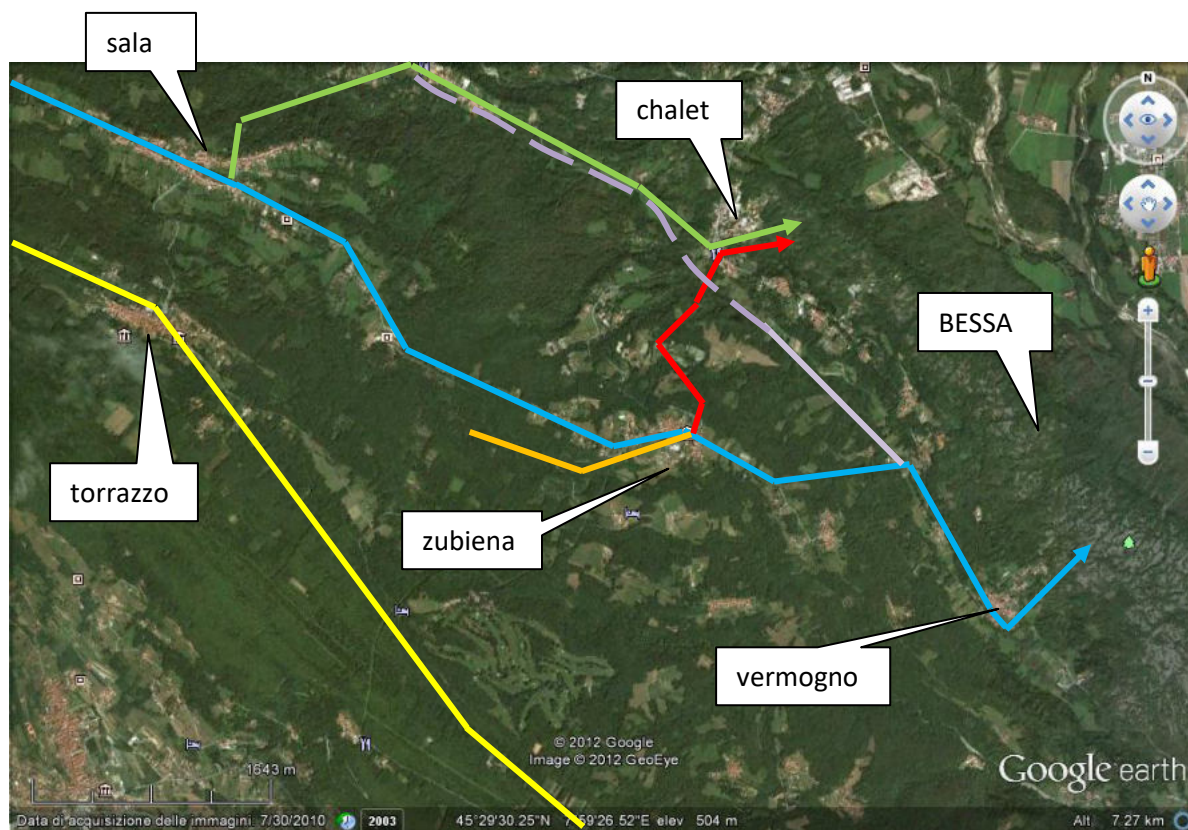 sala
chalet
N
BESSA
torrazzo
zubiena
vermogno
© 2012 Google
Image © 2012 GeoEye
Google earth
1643 m
Data di acquisizione delle immagini: 7/30/2010 2003 45°29'30.25"N 7°59'26.52"E elev 504 m Alt 7.27 km